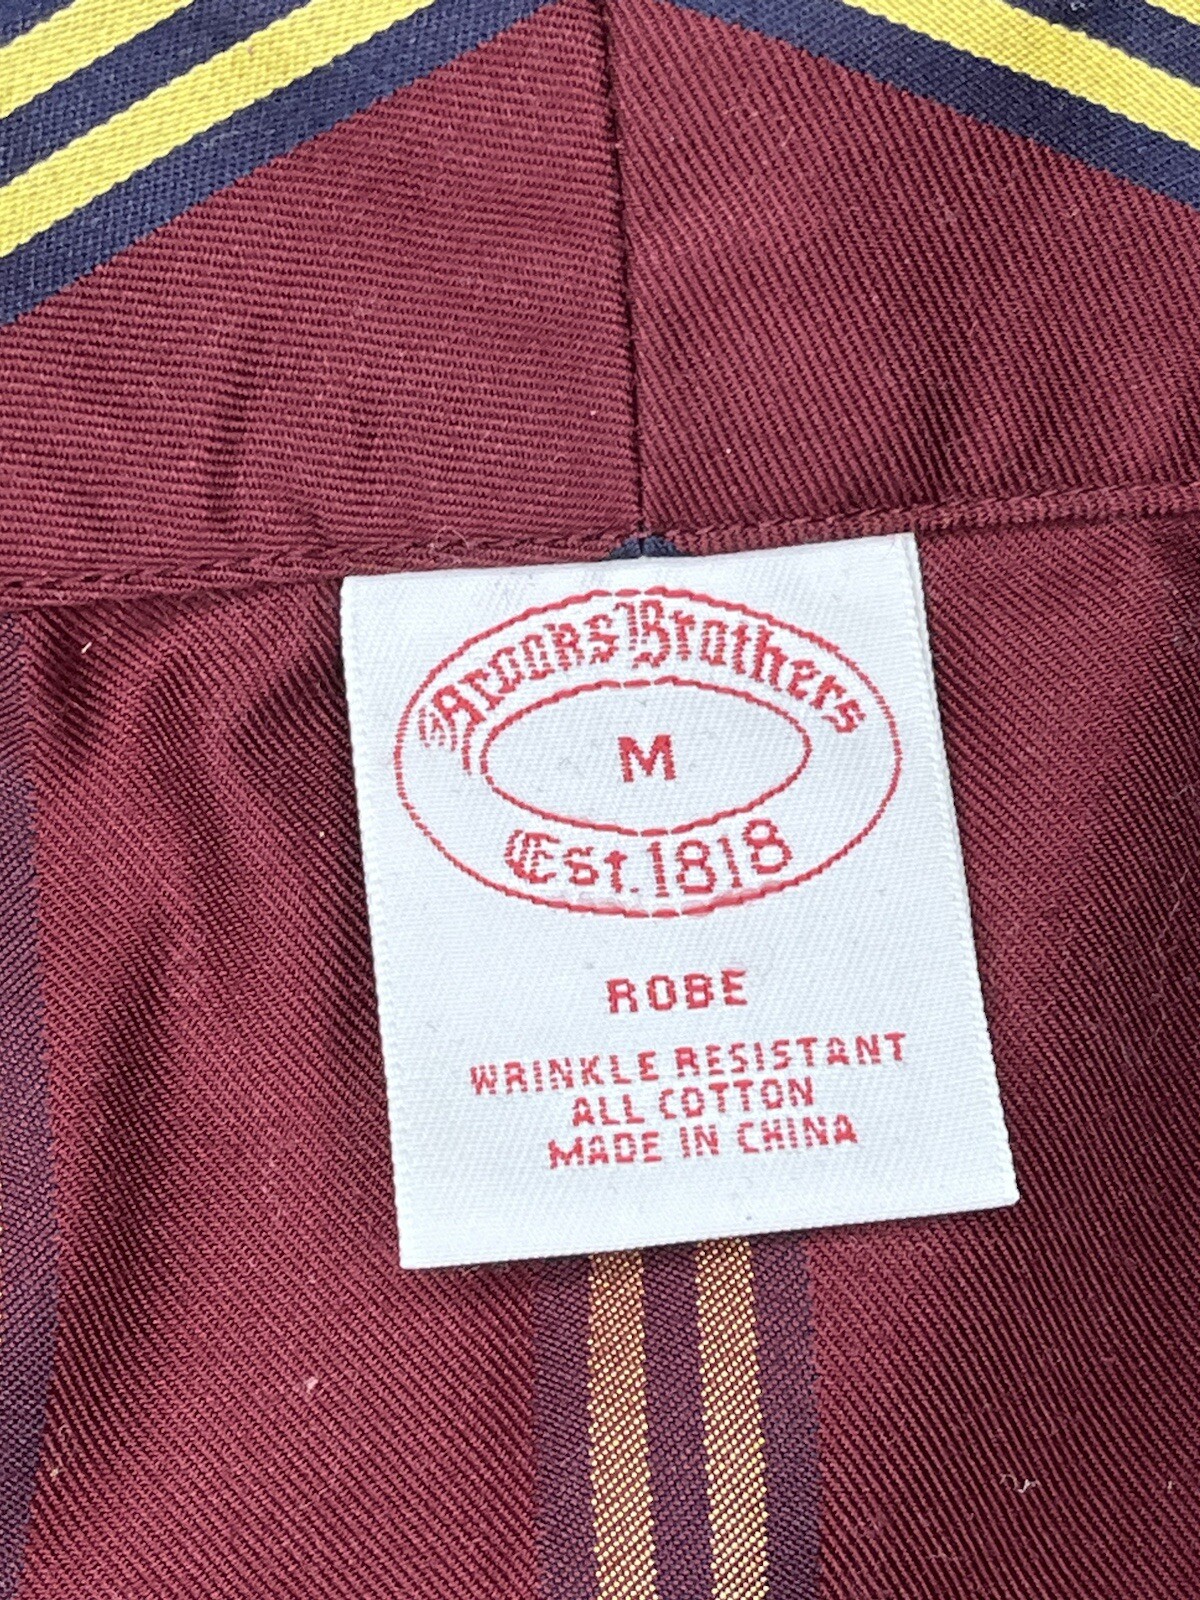 Brooks Brothers
M
Est. 1818
ROBE
WRINKLE RESISTANT
ALL COTTON
MADE IN CHINA